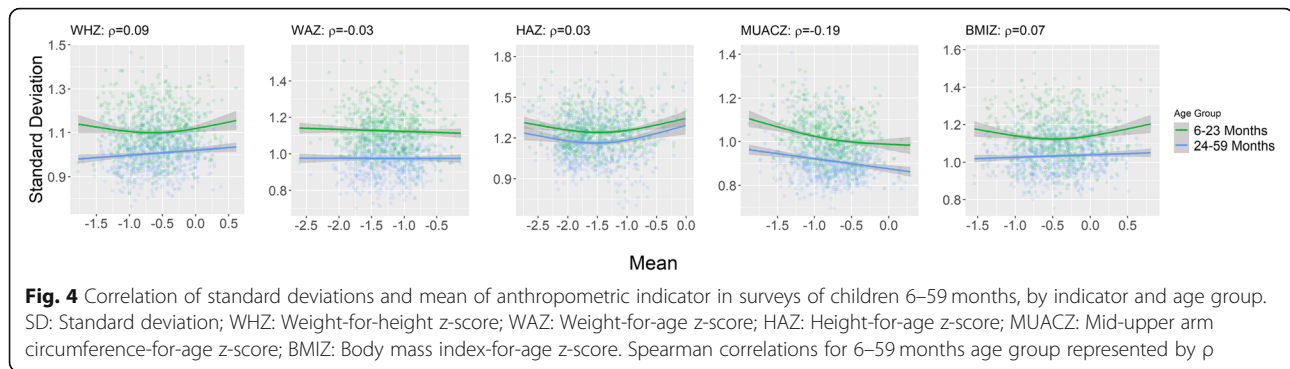 WHZ: ρ=0.09
WAZ: ρ=-0.03
HAZ: ρ=0.03
MUACZ: ρ=-0.19
BMIZ: ρ=0.07
Standard Deviation
1.5
1.3
1.1
0.9
-1.5 -1.0 -0.5 0.0 0.5
1.4
1.2
1.0
0.8
-2.5 -2.0 -1.5 -1.0 -0.5
1.8
1.5
1.2
0.9
-2.5 -2.0 -1.5 -1.0 -0.5 0.0
1.4
1.2
1.0
0.8
-1.5 -1.0 -0.5 0.0
1.6
1.4
1.2
1.0
0.8
-1.5 -1.0 -0.5 0.0 0.5
Age Group
6-23 Months
24-59 Months
Mean
Fig. 4 Correlation of standard deviations and mean of anthropometric indicator in surveys of children 6–59 months, by indicator and age group.
SD: Standard deviation; WHZ: Weight-for-height z-score; WAZ: Weight-for-age z-score; HAZ: Height-for-age z-score; MUACZ: Mid-upper arm
circumference-for-age z-score; BMIZ: Body mass index-for-age z-score. Spearman correlations for 6–59 months age group represented by ρ